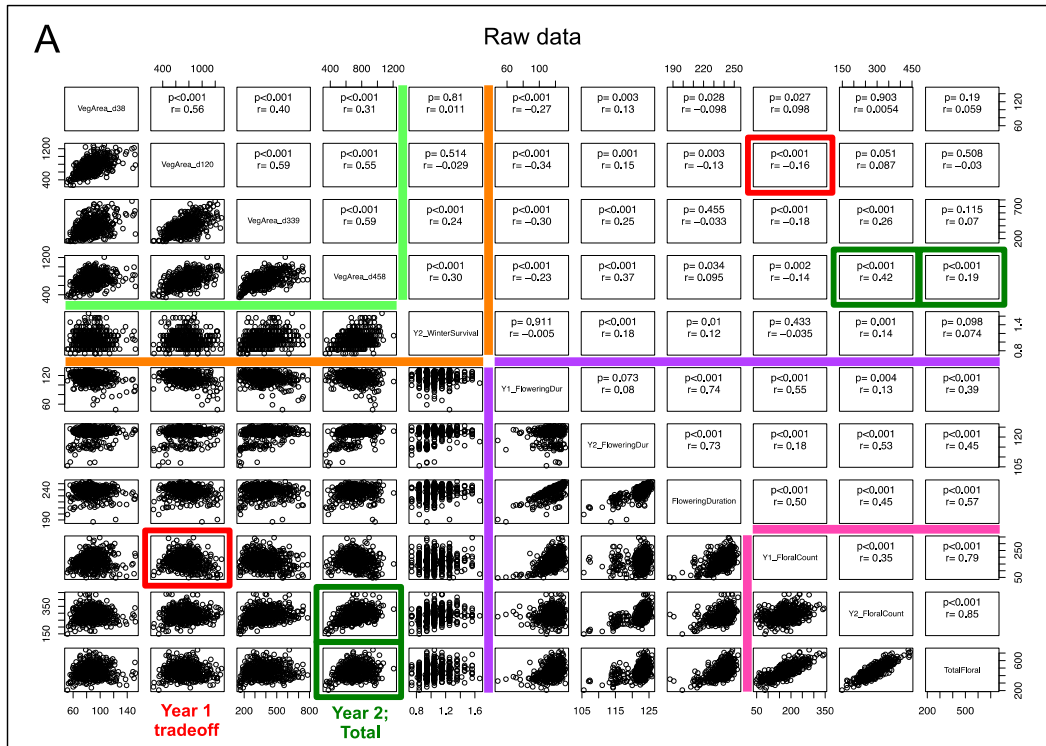 A
Raw data
400 1000
400 800 1200
60 100
190 220 250
150 300 450
VegArea_d38
p<0.001
r= 0.56
p<0.001
r= 0.40
p<0.001
r= 0.31
p= 0.81
r= 0.011
p<0.001
r= −0.27
p= 0.003
r= 0.13
p= 0.028
r= −0.098
p= 0.027
r= 0.098
p= 0.903
r= 0.0054
p= 0.19
r= 0.059
60 120
400 1200
VegArea_d120
p<0.001
r= 0.59
p<0.001
r= 0.55
p= 0.514
r= −0.029
p<0.001
r= −0.34
p= 0.001
r= 0.15
p= 0.003
r= −0.13
p<0.001
r= −0.16
p= 0.051
r= 0.087
p= 0.508
r= −0.03
VegArea_d339
p<0.001
r= 0.59
p<0.001
r= 0.24
p<0.001
r= −0.30
p<0.001
r= 0.25
p= 0.455
r= −0.033
p<0.001
r= −0.18
p<0.001
r= 0.26
p= 0.115
r= 0.07
200 700
400 1200
VegArea_d458
p<0.001
r= 0.30
p<0.001
r= −0.23
p<0.001
r= 0.37
p= 0.034
r= 0.095
p= 0.002
r= −0.14
p<0.001
r= 0.42
p<0.001
r= 0.19
Y2_WinterSurvival
p= 0.911
r= −0.005
p<0.001
r= 0.18
p= 0.01
r= 0.12
p= 0.433
r= −0.035
p= 0.001
r= 0.14
p= 0.098
r= 0.074
0.8 1.4
60 120
Y1_FloweringDur
p= 0.073
r= 0.08
p<0.001
r= 0.74
p<0.001
r= 0.55
p= 0.004
r= 0.13
p<0.001
r= 0.39
Y2_FloweringDur
p<0.001
r= 0.73
p<0.001
r= 0.18
p<0.001
r= 0.53
p<0.001
r= 0.45
105 120
190 240
FloweringDuration
p<0.001
r= 0.50
p<0.001
r= 0.45
p<0.001
r= 0.57
Y1_FloralCount
p<0.001
r= 0.35
p<0.001
r= 0.79
50 250
150 350
Y2_FloralCount
p<0.001
r= 0.85
TotalFloral
200 600
60 100 140
200 500 800
0.8 1.2 1.6
105 115 125
50 150 350
200 500
Year 1
tradeoff
Year 2;
Total